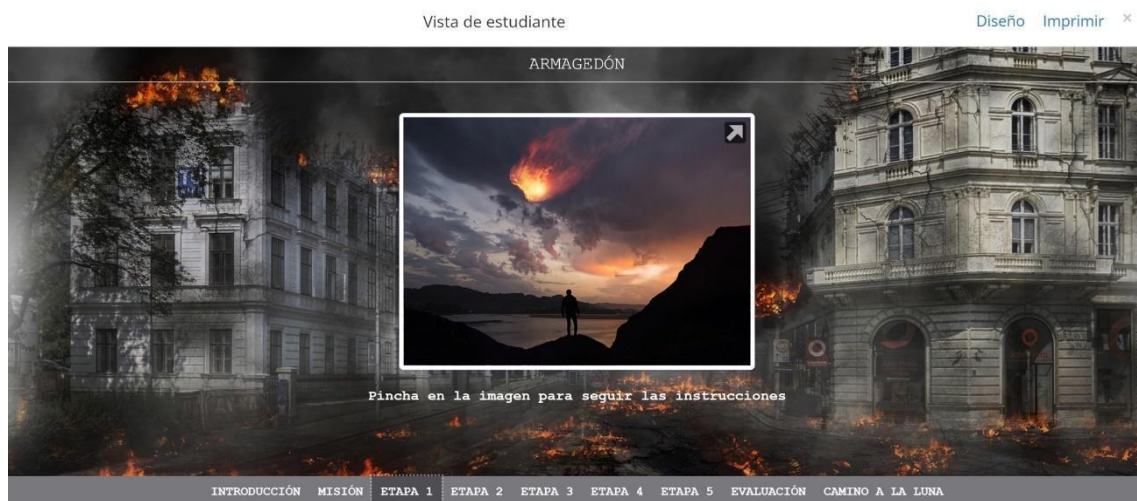 Vista de estudiante
Diseño Imprimir ×
ARMAGEDÓN
Pincha en la imagen para seguir las instrucciones
INTRODUCCIÓN MISIÓN ETAPA 1 ETAPA 2 ETAPA 3 ETAPA 4 ETAPA 5 EVALUACIÓN CAMINO A LA LUNA